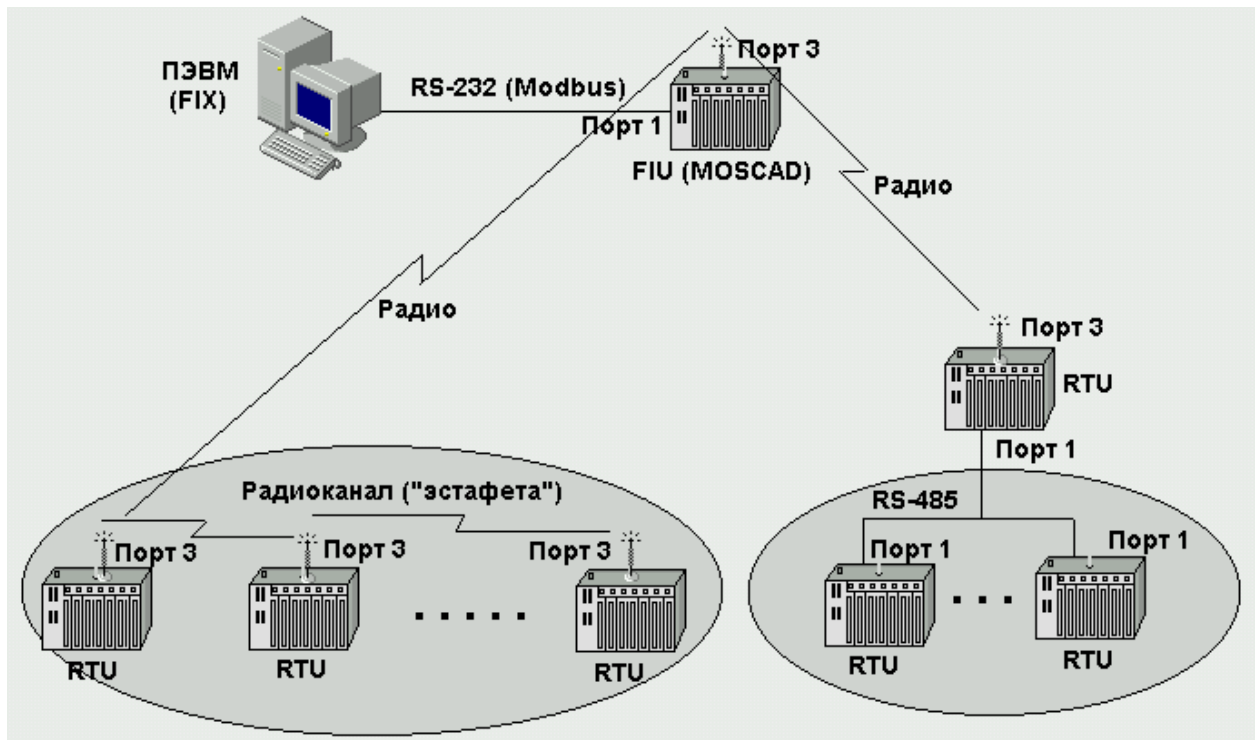 ПЭВМ
(FIX)
RS-232 (Modbus)
Порт 3
Порт 1
FIU (MOSCAD)
Радио
Радио
Порт 3
RTU
Порт 1
Радиоканал ("эстафета")
RS-485
Порт 3
Порт 3
Порт 3
Порт 1
Порт 1
RTU
RTU
RTU
RTU
RTU